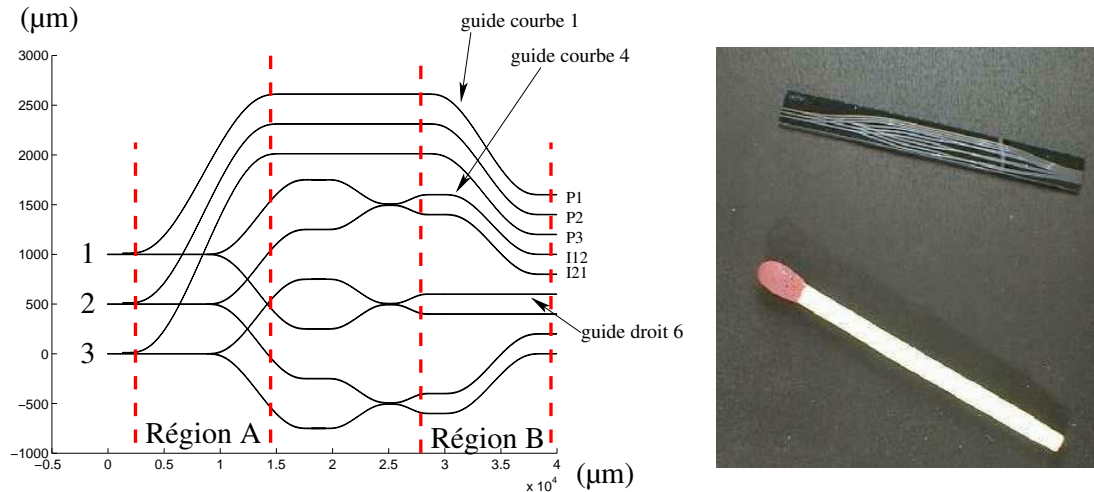 (µm)
guide courbe 1
guide courbe 4
3000
2500
2000
1500
1000
500
0
−500
−1000
1
2
3
P1
P2
P3
I12
I21
guide droit 6
Région A
Région B
−0.5
0
0.5
1
1.5
2
2.5
3
3.5
4
x 10⁴
(µm)